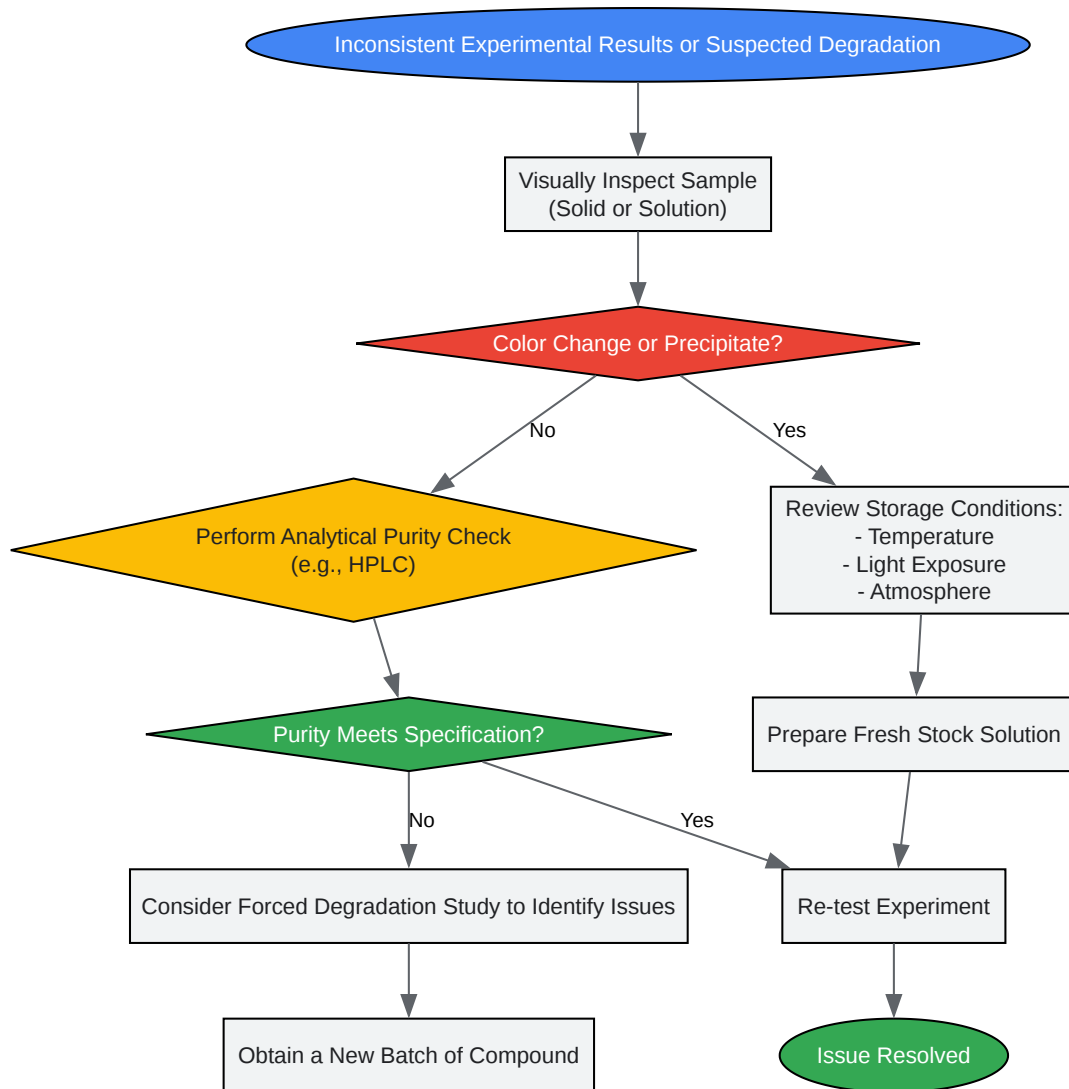 Inconsistent Experimental Results or Suspected Degradation
Visually Inspect Sample
(Solid or Solution)
Color Change or Precipitate?
No
Yes
Perform Analytical Purity Check
(e.g., HPLC)
Review Storage Conditions:
- Temperature
- Light Exposure
- Atmosphere
Purity Meets Specification?
Prepare Fresh Stock Solution
No
Yes
Consider Forced Degradation Study to Identify Issues
Re-test Experiment
Obtain a New Batch of Compound
Issue Resolved